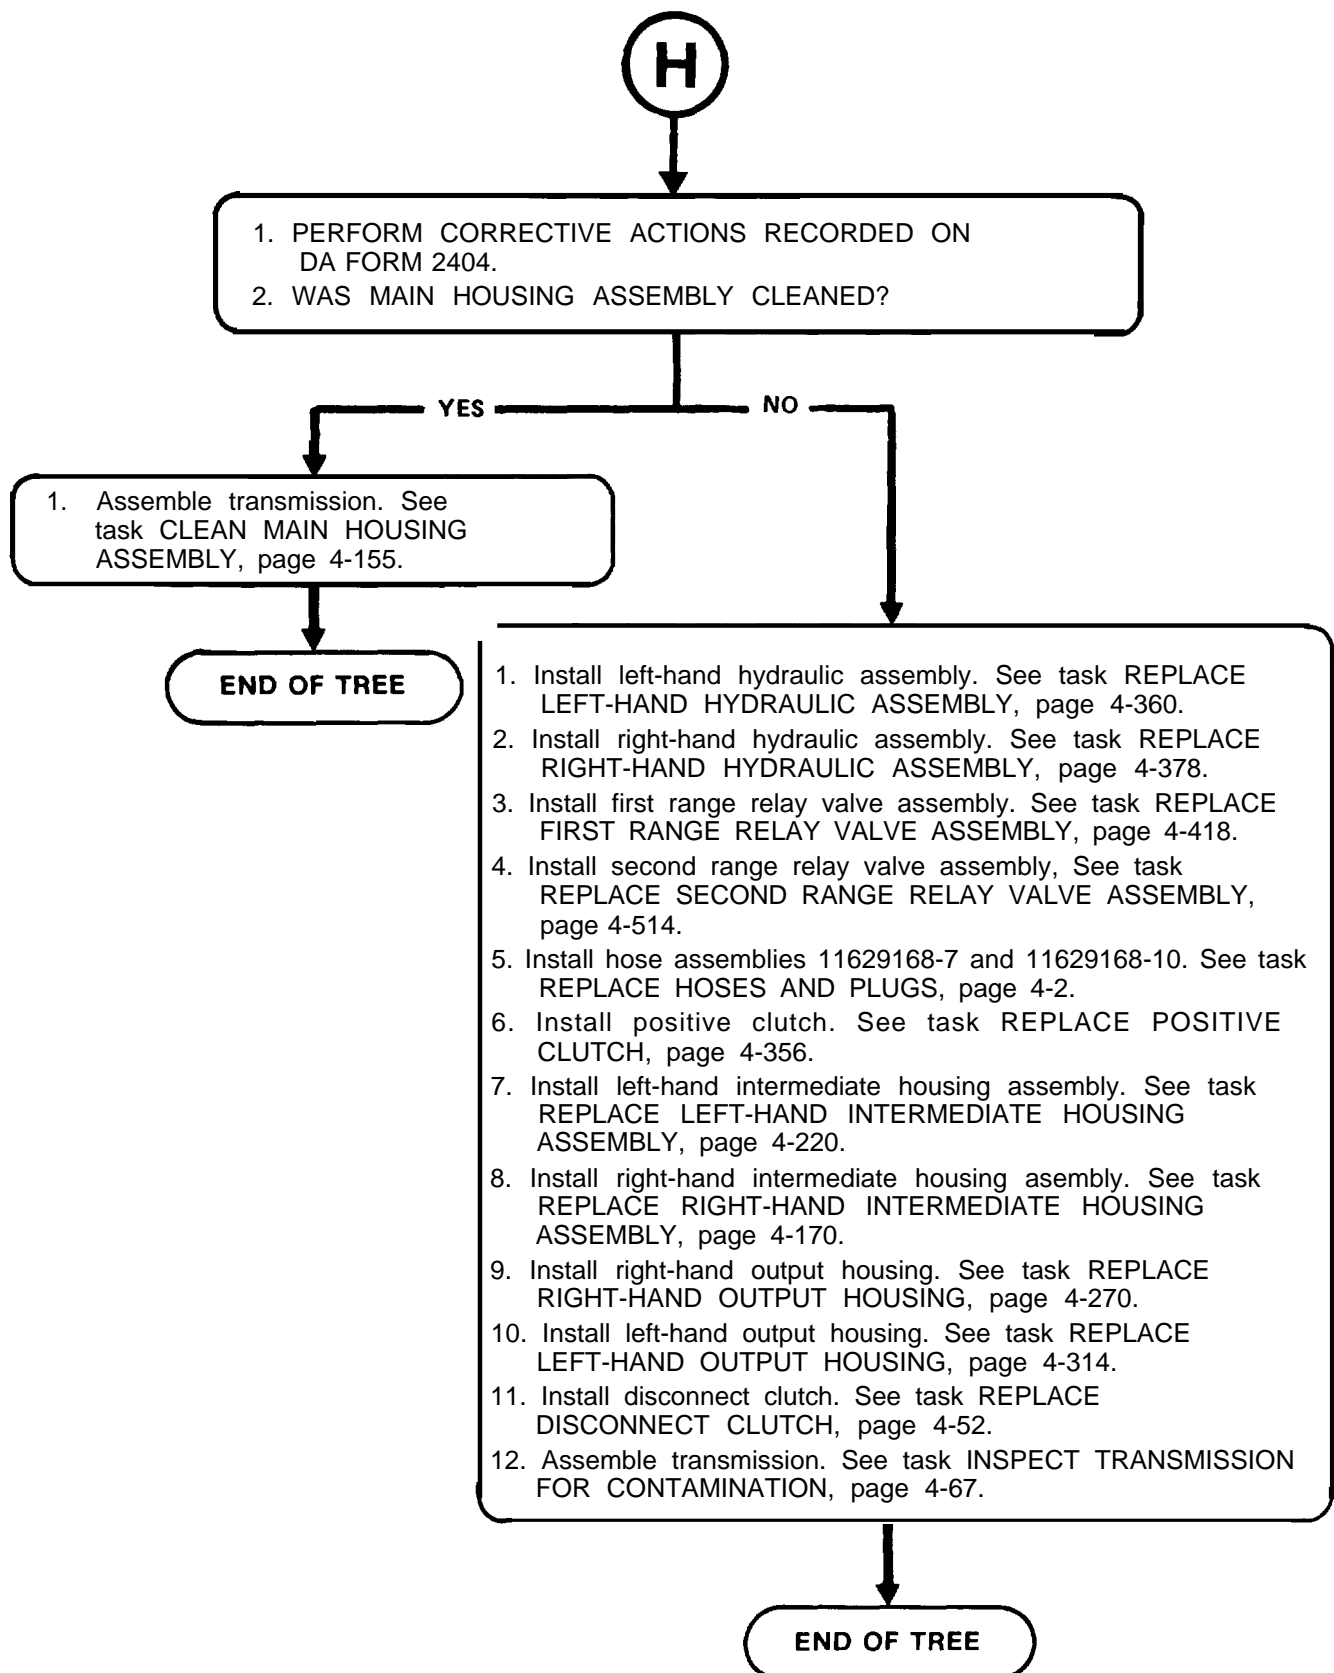 H
1. PERFORM CORRECTIVE ACTIONS RECORDED ON
DA FORM 2404.
2. WAS MAIN HOUSING ASSEMBLY CLEANED?
YES
NO
1. Assemble transmission. See
task CLEAN MAIN HOUSING
ASSEMBLY, page 4-155.
END OF TREE
1. Install left-hand hydraulic assembly. See task REPLACE
LEFT-HAND HYDRAULIC ASSEMBLY, page 4-360.
2. Install right-hand hydraulic assembly. See task REPLACE
RIGHT-HAND HYDRAULIC ASSEMBLY, page 4-378.
3. Install first range relay valve assembly. See task REPLACE
FIRST RANGE RELAY VALVE ASSEMBLY, page 4-418.
4. Install second range relay valve assembly, See task
REPLACE SECOND RANGE RELAY VALVE ASSEMBLY,
page 4-514.
5. Install hose assemblies 11629168-7 and 11629168-10. See task
REPLACE HOSES AND PLUGS, page 4-2.
6. Install positive clutch. See task REPLACE POSITIVE
CLUTCH, page 4-356.
7. Install left-hand intermediate housing assembly. See task
REPLACE LEFT-HAND INTERMEDIATE HOUSING
ASSEMBLY, page 4-220.
8. Install right-hand intermediate housing asembly. See task
REPLACE RIGHT-HAND INTERMEDIATE HOUSING
ASSEMBLY, page 4-170.
9. Install right-hand output housing. See task REPLACE
RIGHT-HAND OUTPUT HOUSING, page 4-270.
10. Install left-hand output housing. See task REPLACE
LEFT-HAND OUTPUT HOUSING, page 4-314.
11. Install disconnect clutch. See task REPLACE
DISCONNECT CLUTCH, page 4-52.
12. Assemble transmission. See task INSPECT TRANSMISSION
FOR CONTAMINATION, page 4-67.
END OF TREE